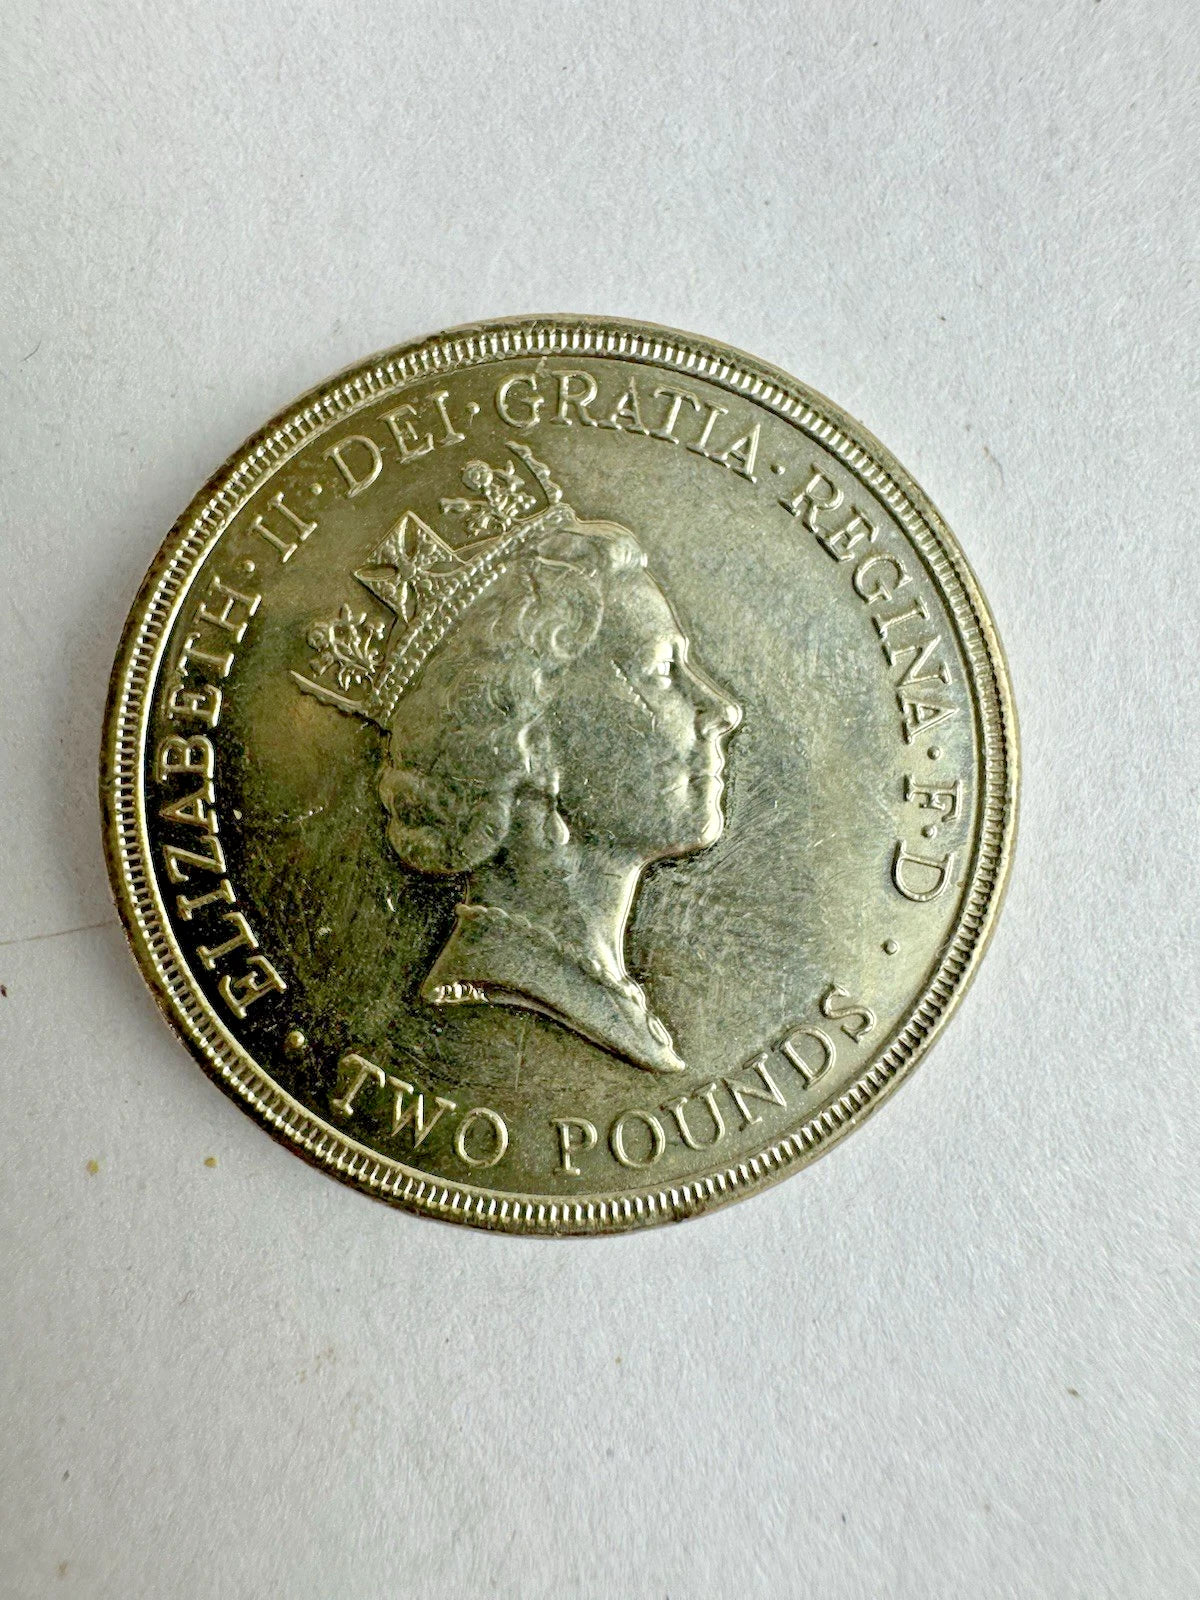 ELIZABETH · II · DEI · GRATIA · REGINA · F · D ·
· TWO POUNDS